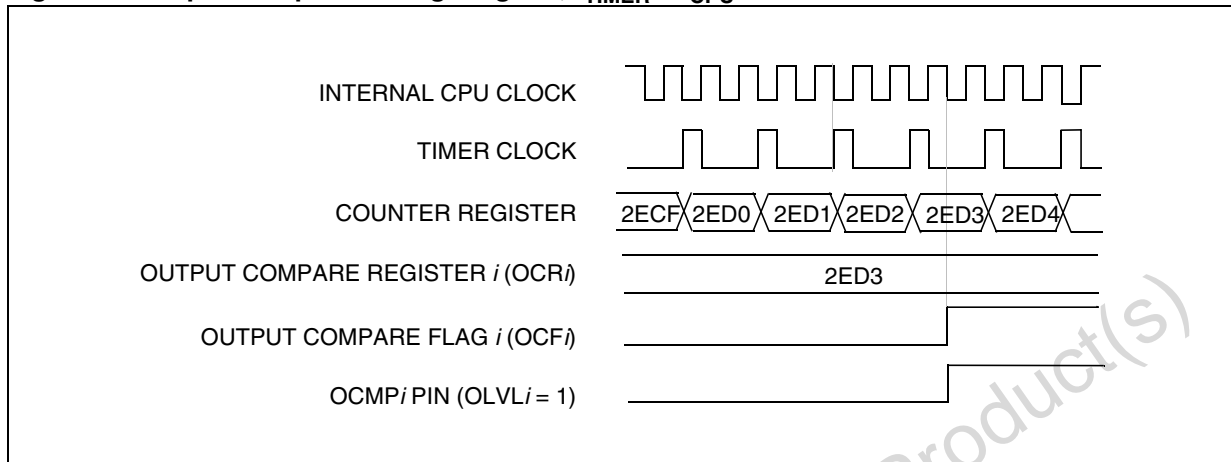 INTERNAL CPU CLOCK
TIMER CLOCK
COUNTER REGISTER 2ECF 2ED0 2ED1 2ED2 2ED3 2ED4
OUTPUT COMPARE REGISTER i (OCRi) 2ED3
OUTPUT COMPARE FLAG i (OCFi)
OCMPi PIN (OLVLi = 1)
Product(s)